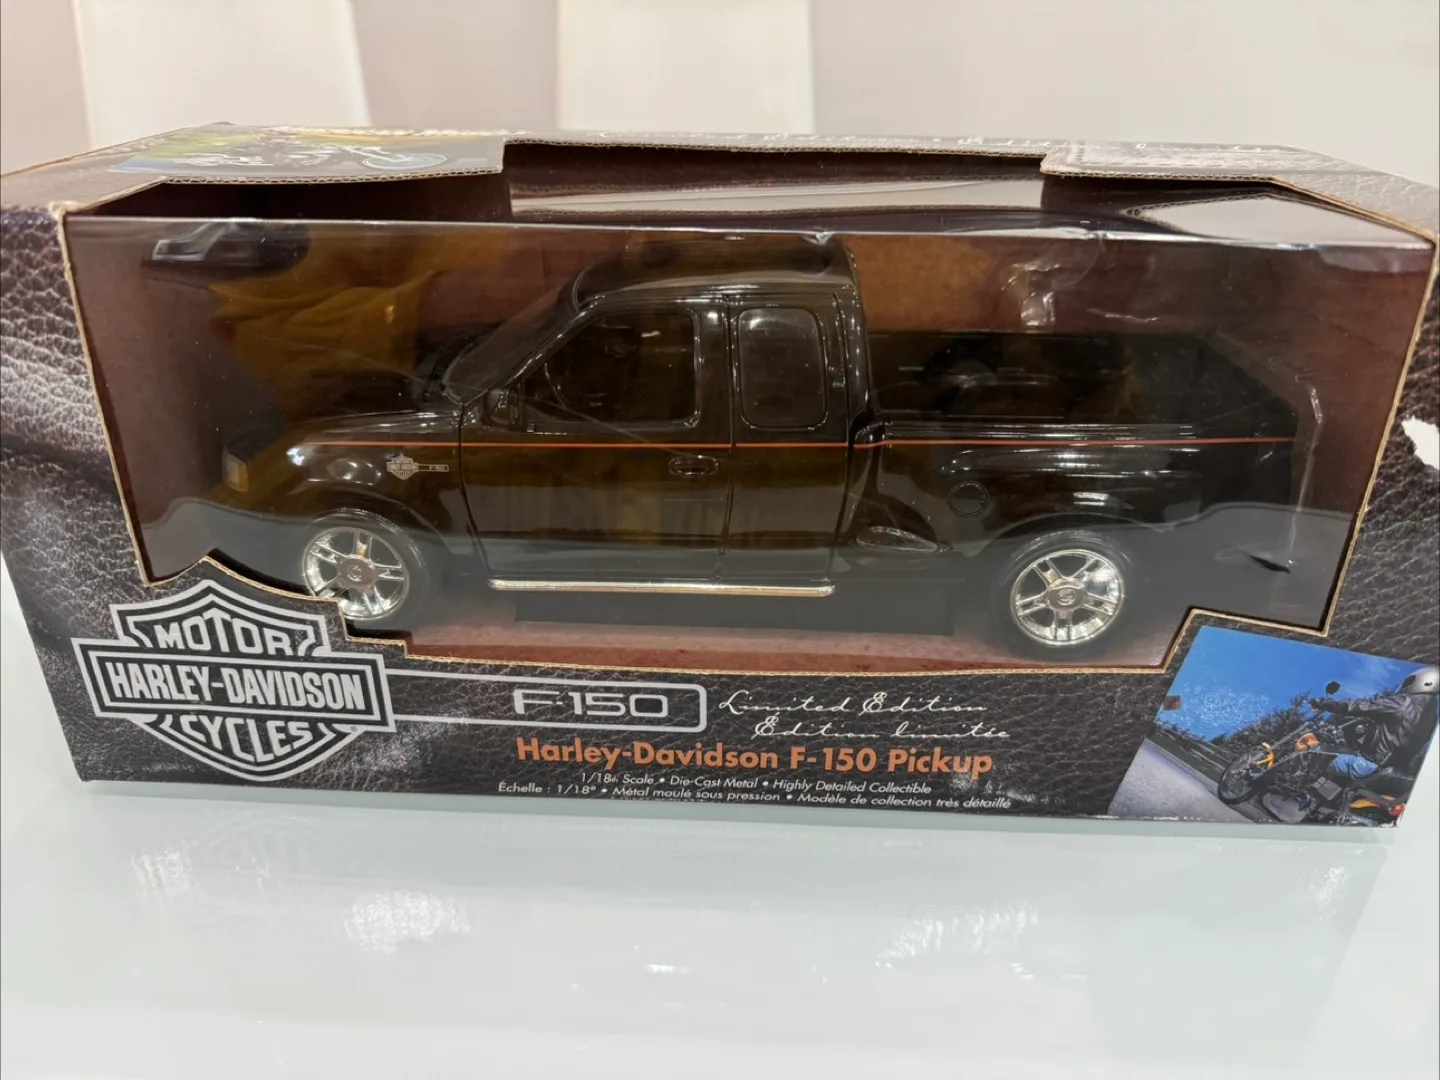 F-150
MOTOR
HARLEY-DAVIDSON
CYCLES
F-150
Limited Edition
Édition limitée
Harley-Davidson F-150 Pickup
1/18th Scale • Die-Cast Metal • Highly Detailed Collectible
Échelle : 1/18e • Métal moulé sous pression • Modèle de collection très détaillé